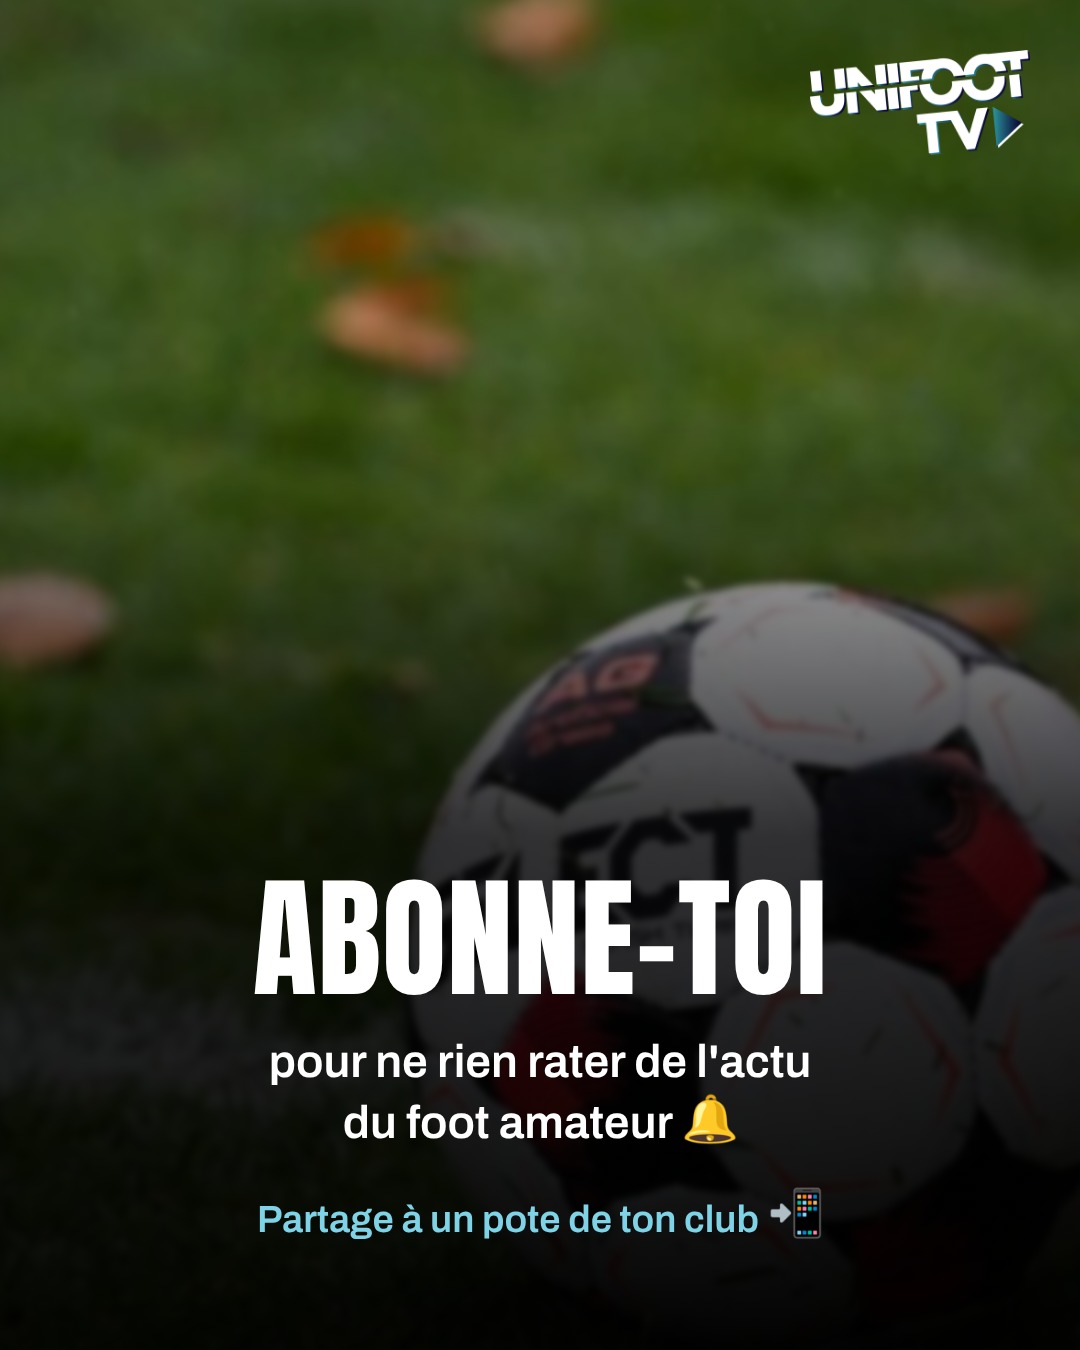 UNIFOOT
TV
AG
ABONNE-TOI
pour ne rien rater de l'actu
du foot amateur 🔔
Partage à un pote de ton club 📲